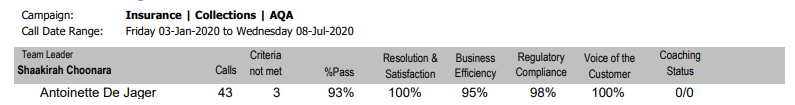 Campaign: Insurance | Collections | AQA
Call Date Range: Friday 03-Jan-2020 to Wednesday 08-Jul-2020
Team Leader
Shaakirah Choonara Calls Criteria not met %Pass Resolution & Satisfaction Business Efficiency Regulatory Compliance Voice of the Customer Coaching Status
Antoinette De Jager 43 3 93% 100% 95% 98% 100% 0/0